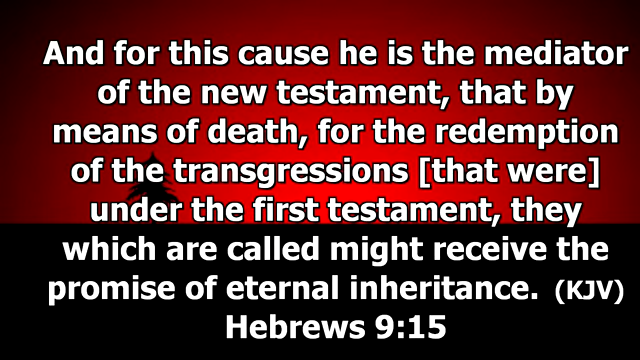 And for this cause he is the mediator
of the new testament, that by
means of death, for the redemption
of the transgressions [that were]
under the first testament, they
which are called might receive the
promise of eternal inheritance. (KJV)
Hebrews 9:15